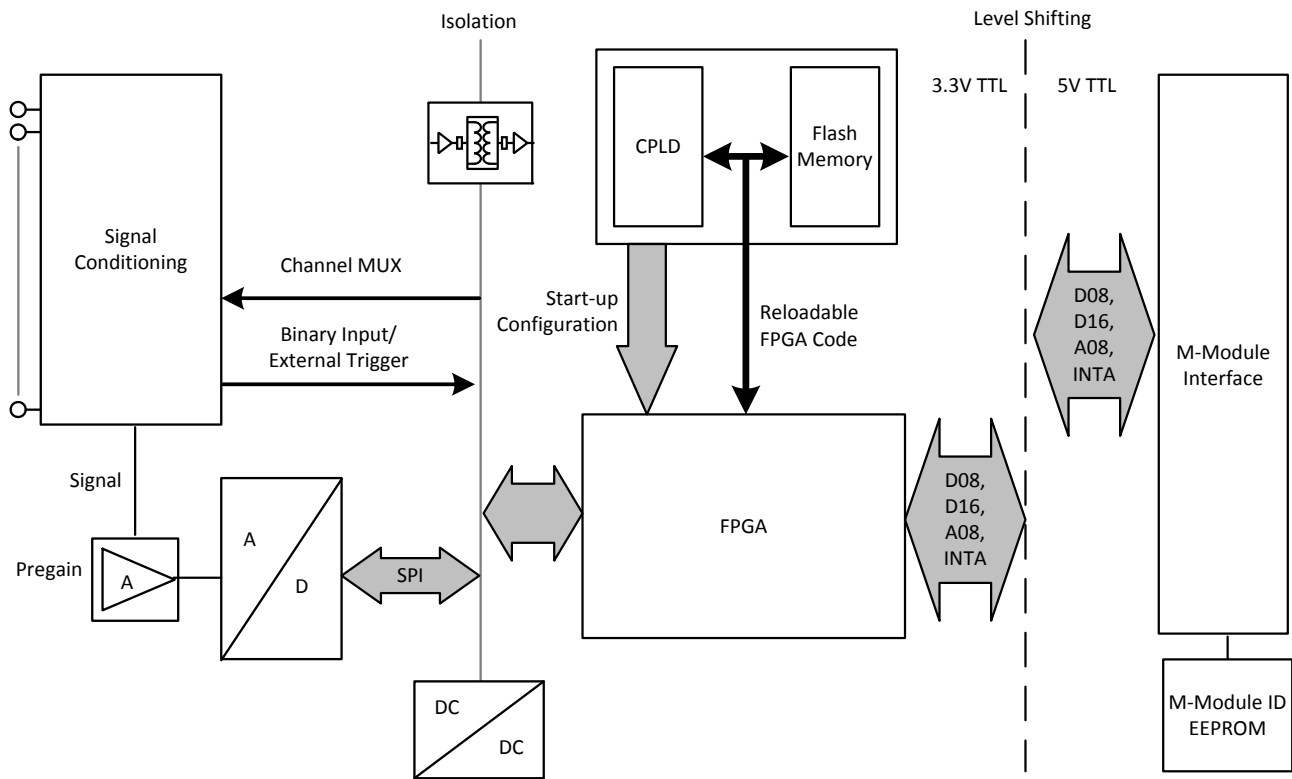 Isolation
Level Shifting
3.3V TTL
5V TTL
CPLD
Flash
Memory
Signal
Conditioning
Channel MUX
Binary Input/
External Trigger
Start-up
Configuration
Reloadable
FPGA Code
D08,
D16,
A08,
INTA
M-Module
Interface
Signal
Pregain
A
A
D
SPI
FPGA
D08,
D16,
A08,
INTA
DC
DC
M-Module ID
EEPROM